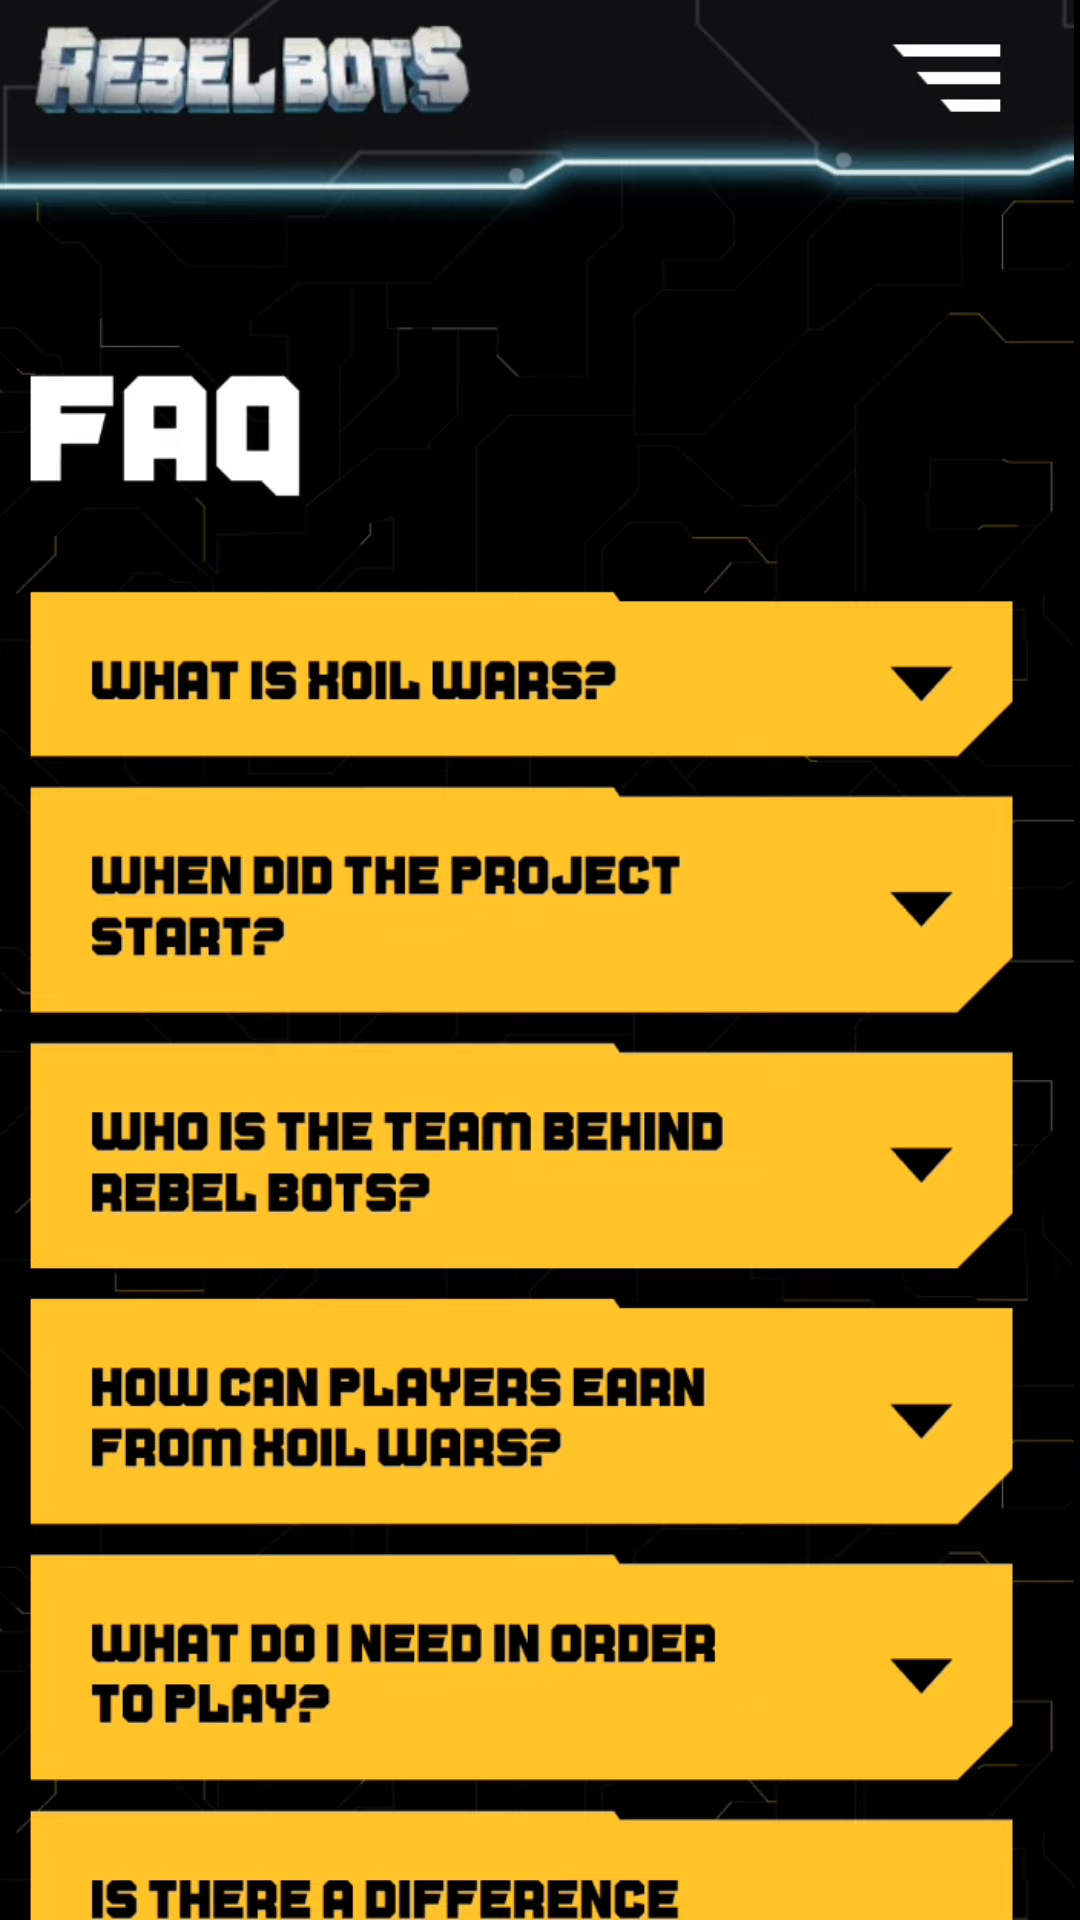 REBEL BOTS
FAQ
WHAT IS XOIL WARS?
WHEN DID THE PROJECT
START?
WHO IS THE TEAM BEHIND
REBEL BOTS?
HOW CAN PLAYERS EARN
FROM XOIL WARS?
WHAT DO I NEED IN ORDER
TO PLAY?
IS THERE A DIFFERENCE